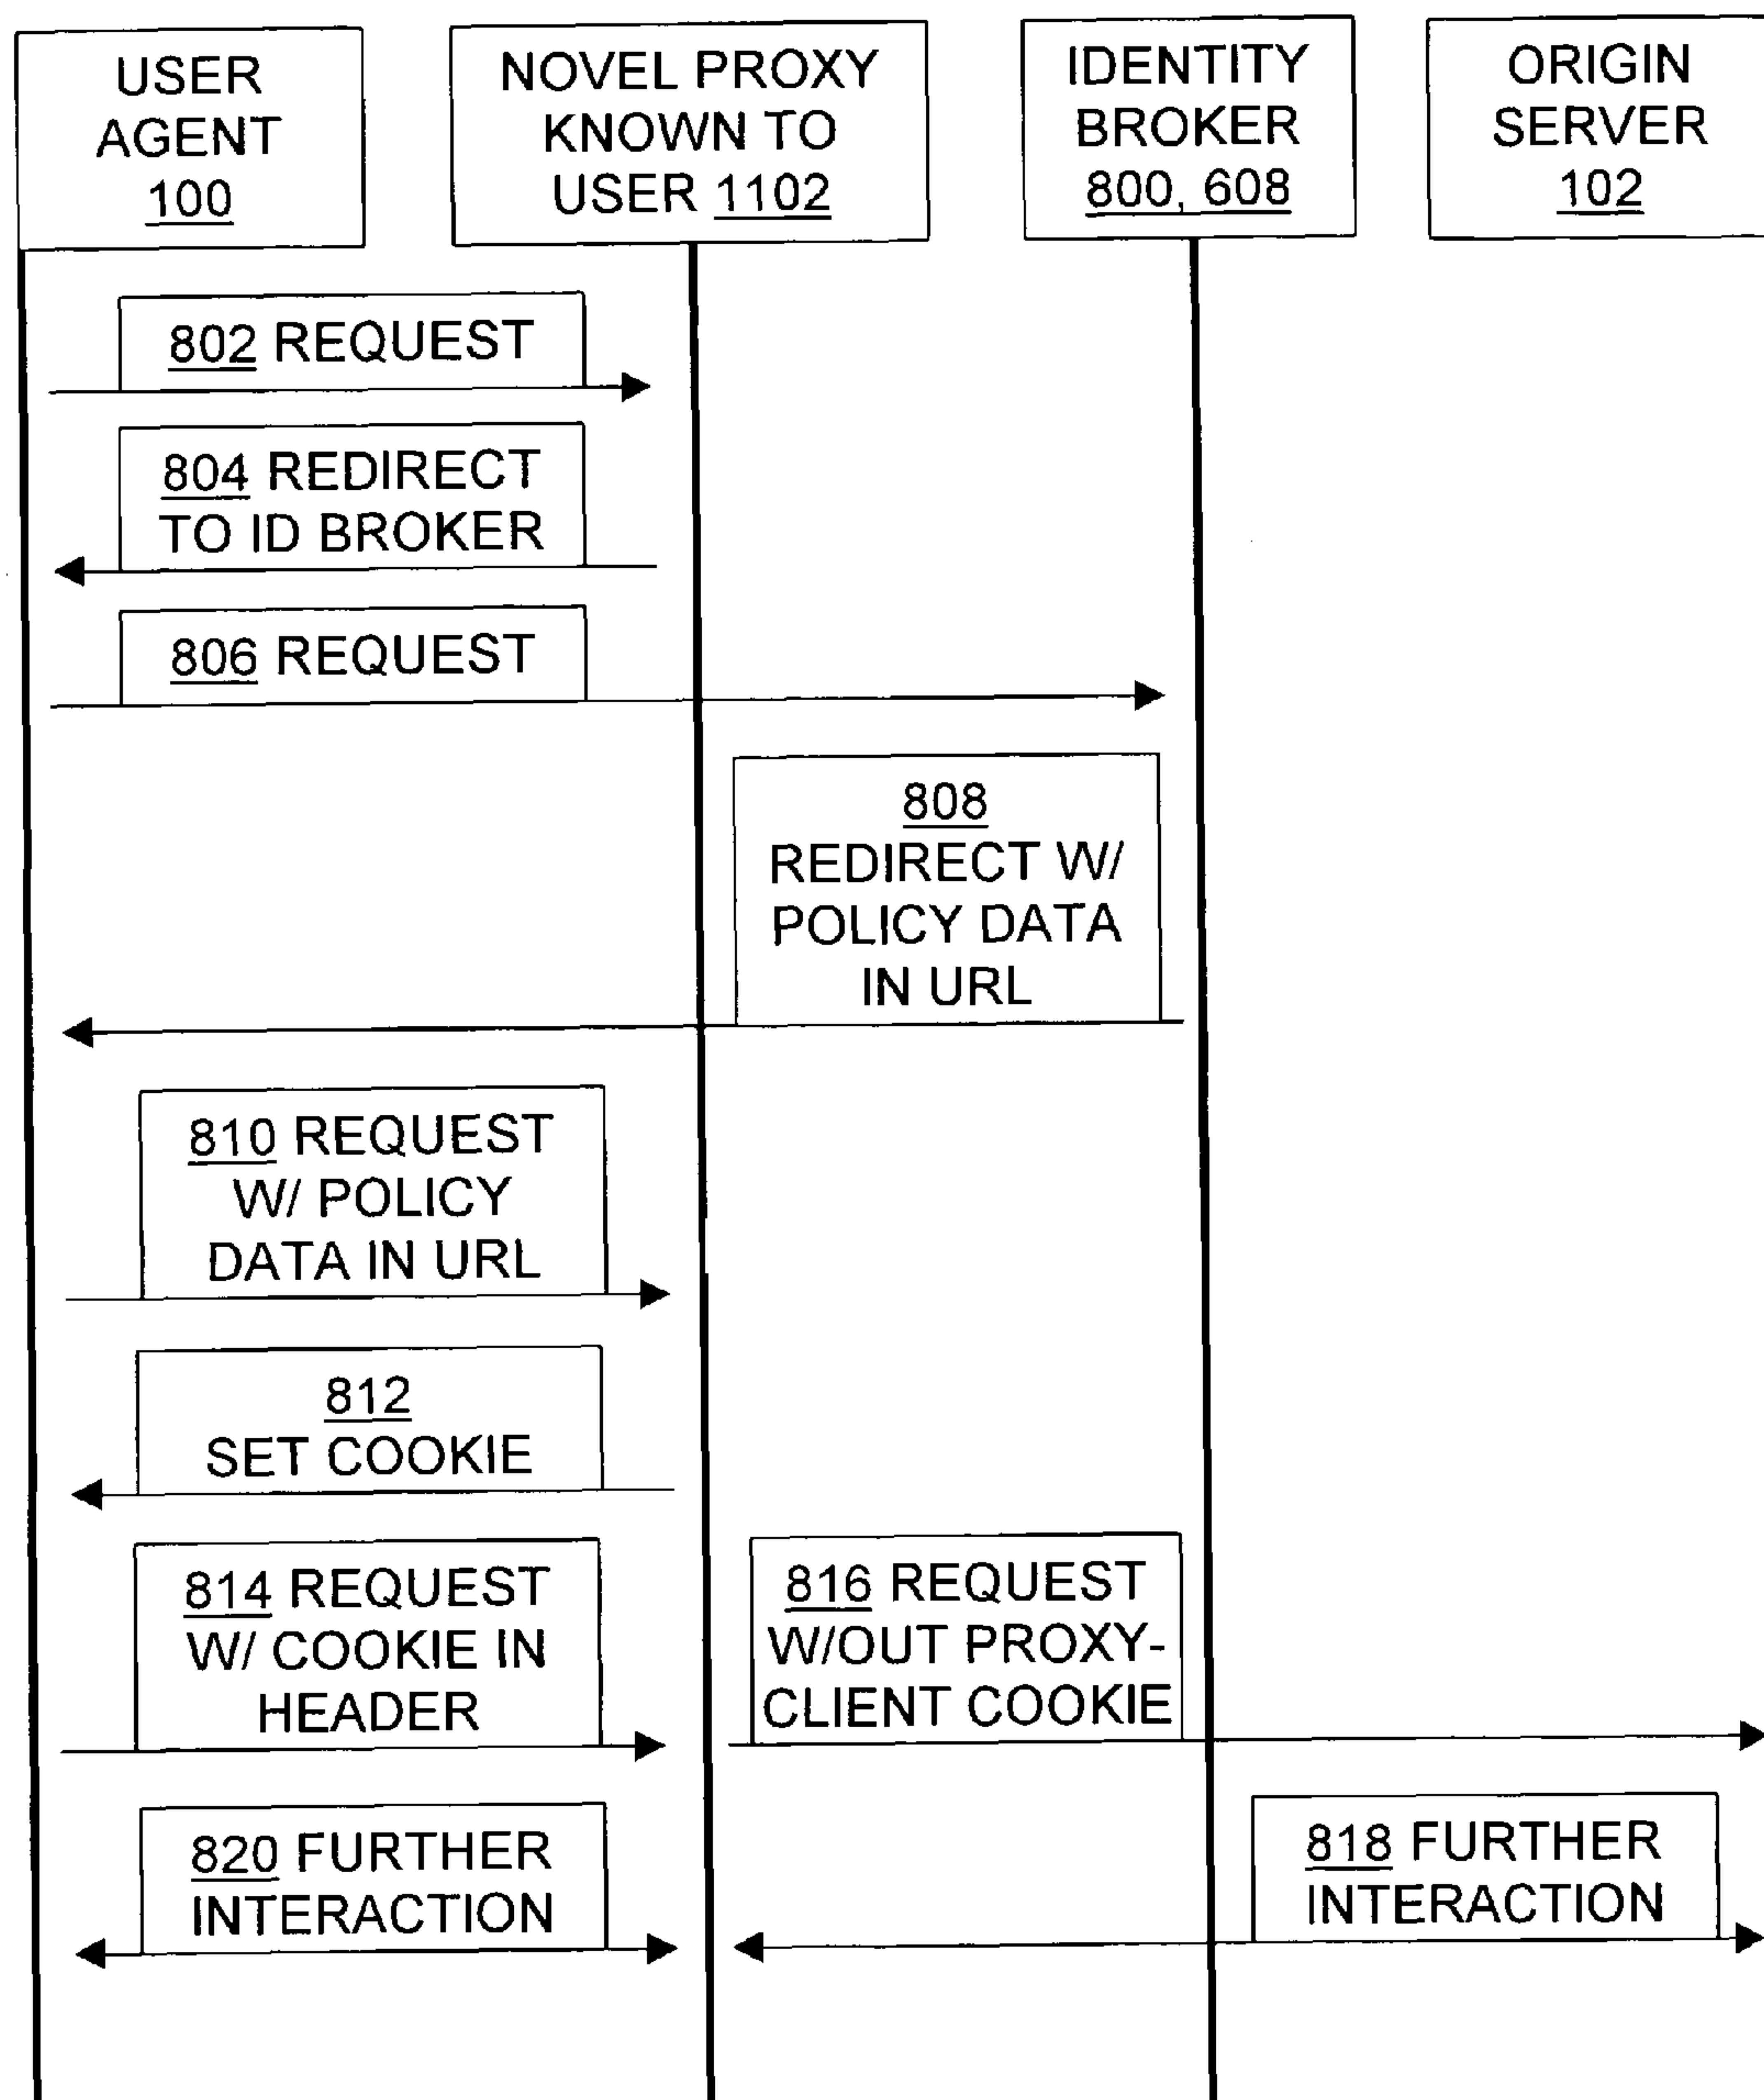 USER
AGENT
100
NOVEL PROXY
KNOWN TO
USER 1102
IDENTITY
BROKER
800, 608
ORIGIN
SERVER
102
802 REQUEST
804 REDIRECT
TO ID BROKER
806 REQUEST
808
REDIRECT W/
POLICY DATA
IN URL
810 REQUEST
W/ POLICY
DATA IN URL
812
SET COOKIE
814 REQUEST
W/ COOKIE IN
HEADER
816 REQUEST
W/OUT PROXY-
CLIENT COOKIE
820 FURTHER
INTERACTION
818 FURTHER
INTERACTION